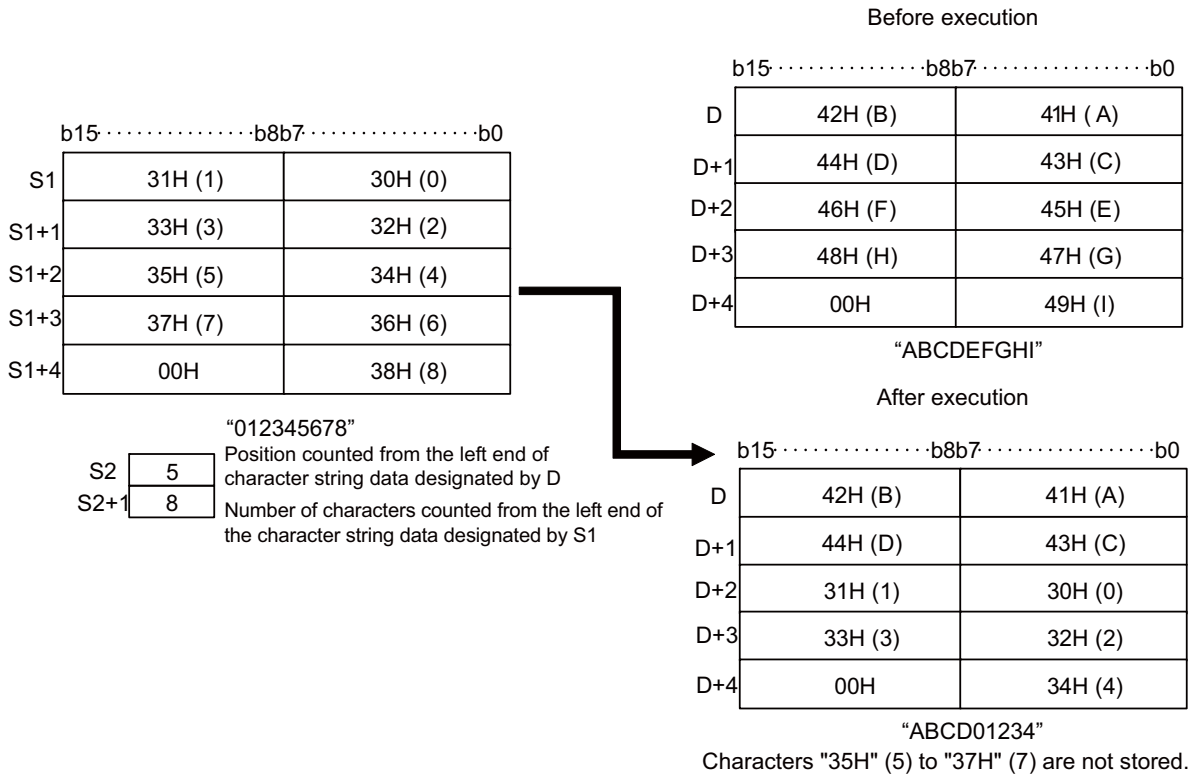 Before execution
b15 · · · · · · · · · · · · · · · b8b7 · · · · · · · · · · · · · · · · · b0
D 42H (B) 41H ( A)
D+1 44H (D) 43H (C)
D+2 46H (F) 45H (E)
D+3 48H (H) 47H (G)
D+4 00H 49H (I)
“ABCDEFGHI”
b15 · · · · · · · · · · · · · · · b8b7 · · · · · · · · · · · · · · · · · b0
S1 31H (1) 30H (0)
S1+1 33H (3) 32H (2)
S1+2 35H (5) 34H (4)
S1+3 37H (7) 36H (6)
S1+4 00H 38H (8)
“012345678”
S2 5 Position counted from the left end of
character string data designated by D
S2+1 8 Number of characters counted from the left end of
the character string data designated by S1
After execution
b15 · · · · · · · · · · · · · · · b8b7 · · · · · · · · · · · · · · · · · b0
D 42H (B) 41H (A)
D+1 44H (D) 43H (C)
D+2 31H (1) 30H (0)
D+3 33H (3) 32H (2)
D+4 00H 34H (4)
“ABCD01234”
Characters "35H" (5) to "37H" (7) are not stored.